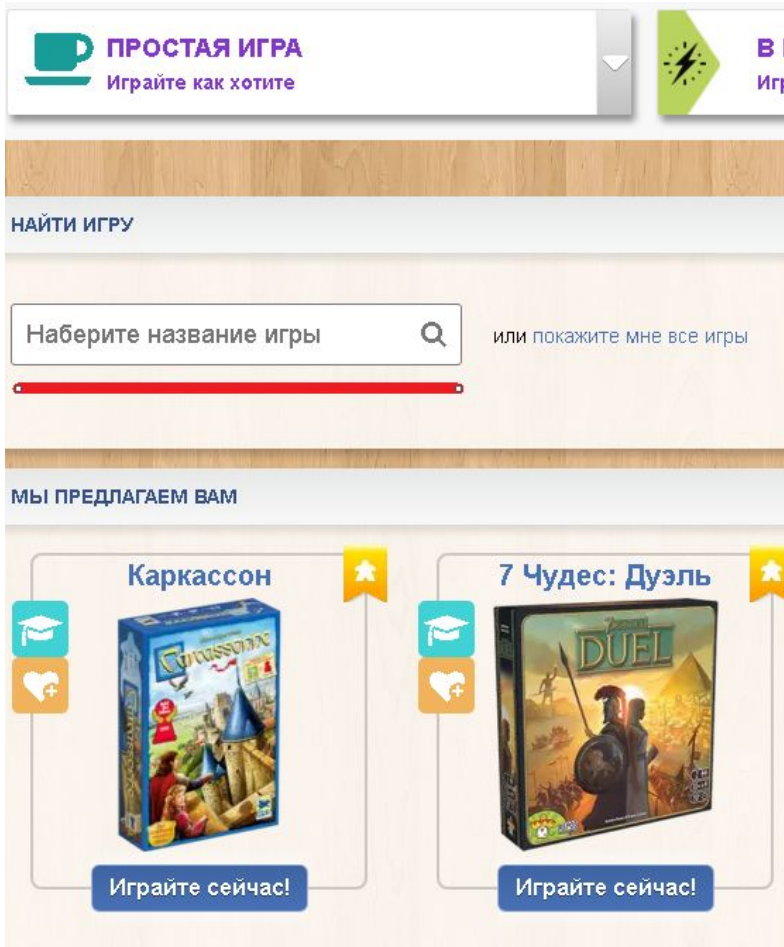 ПРОСТАЯ ИГРА
Играйте как хотите
В
Иг
НАЙТИ ИГРУ
Наберите название игры
или покажите мне все игры
МЫ ПРЕДЛАГАЕМ ВАМ
Каркассон
7 Чудес: Дуэль
Carcassonne
DUEL
Играйте сейчас!
Играйте сейчас!